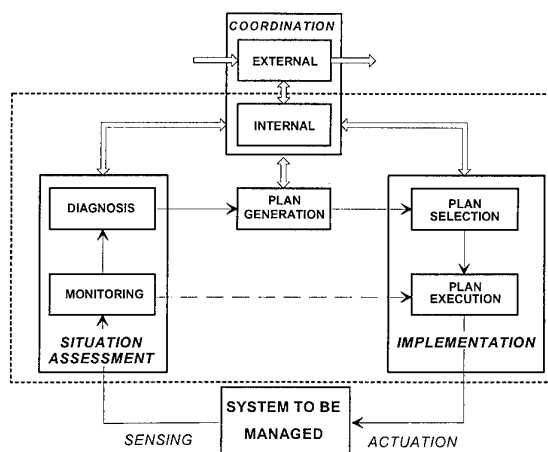 COORDINATION
EXTERNAL
INTERNAL
DIAGNOSIS
PLAN
GENERATION
PLAN
SELECTION
MONITORING
PLAN
EXECUTION
SITUATION
ASSESSMENT
IMPLEMENTATION
SYSTEM TO BE
MANAGED
SENSING
ACTUATION